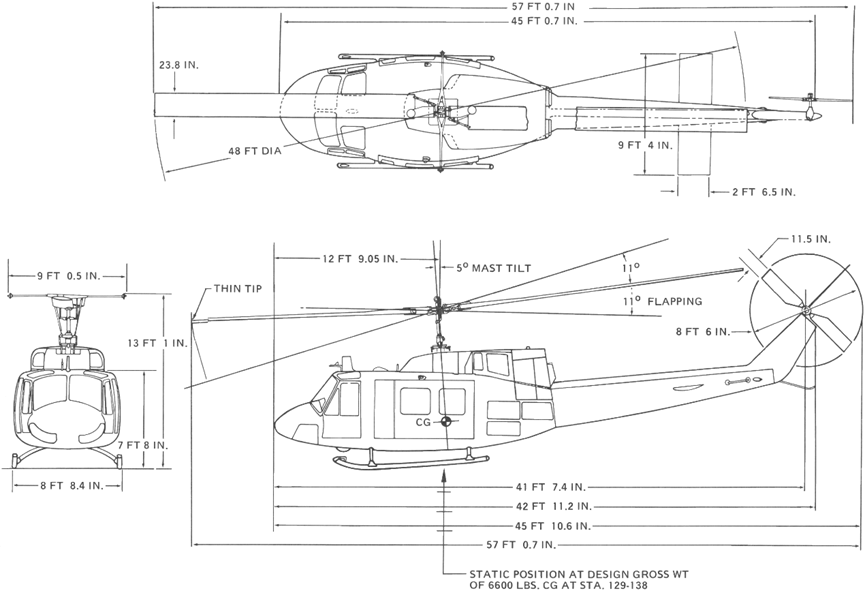 57 FT 0.7 IN
45 FT 0.7 IN.
23.8 IN.
48 FT DIA
9 FT 4 IN.
2 FT 6.5 IN.
9 FT 0.5 IN.
13 FT 1 IN.
7 FT 8 IN.
8 FT 8.4 IN.
THIN TIP
12 FT 9.05 IN.
5° MAST TILT
11°
11° FLAPPING
11.5 IN.
8 FT 6 IN.
CG
41 FT 7.4 IN.
42 FT 11.2 IN.
45 FT 10.6 IN.
57 FT 0.7 IN.
STATIC POSITION AT DESIGN GROSS WT
OF 6600 LBS, CG AT STA. 129-138